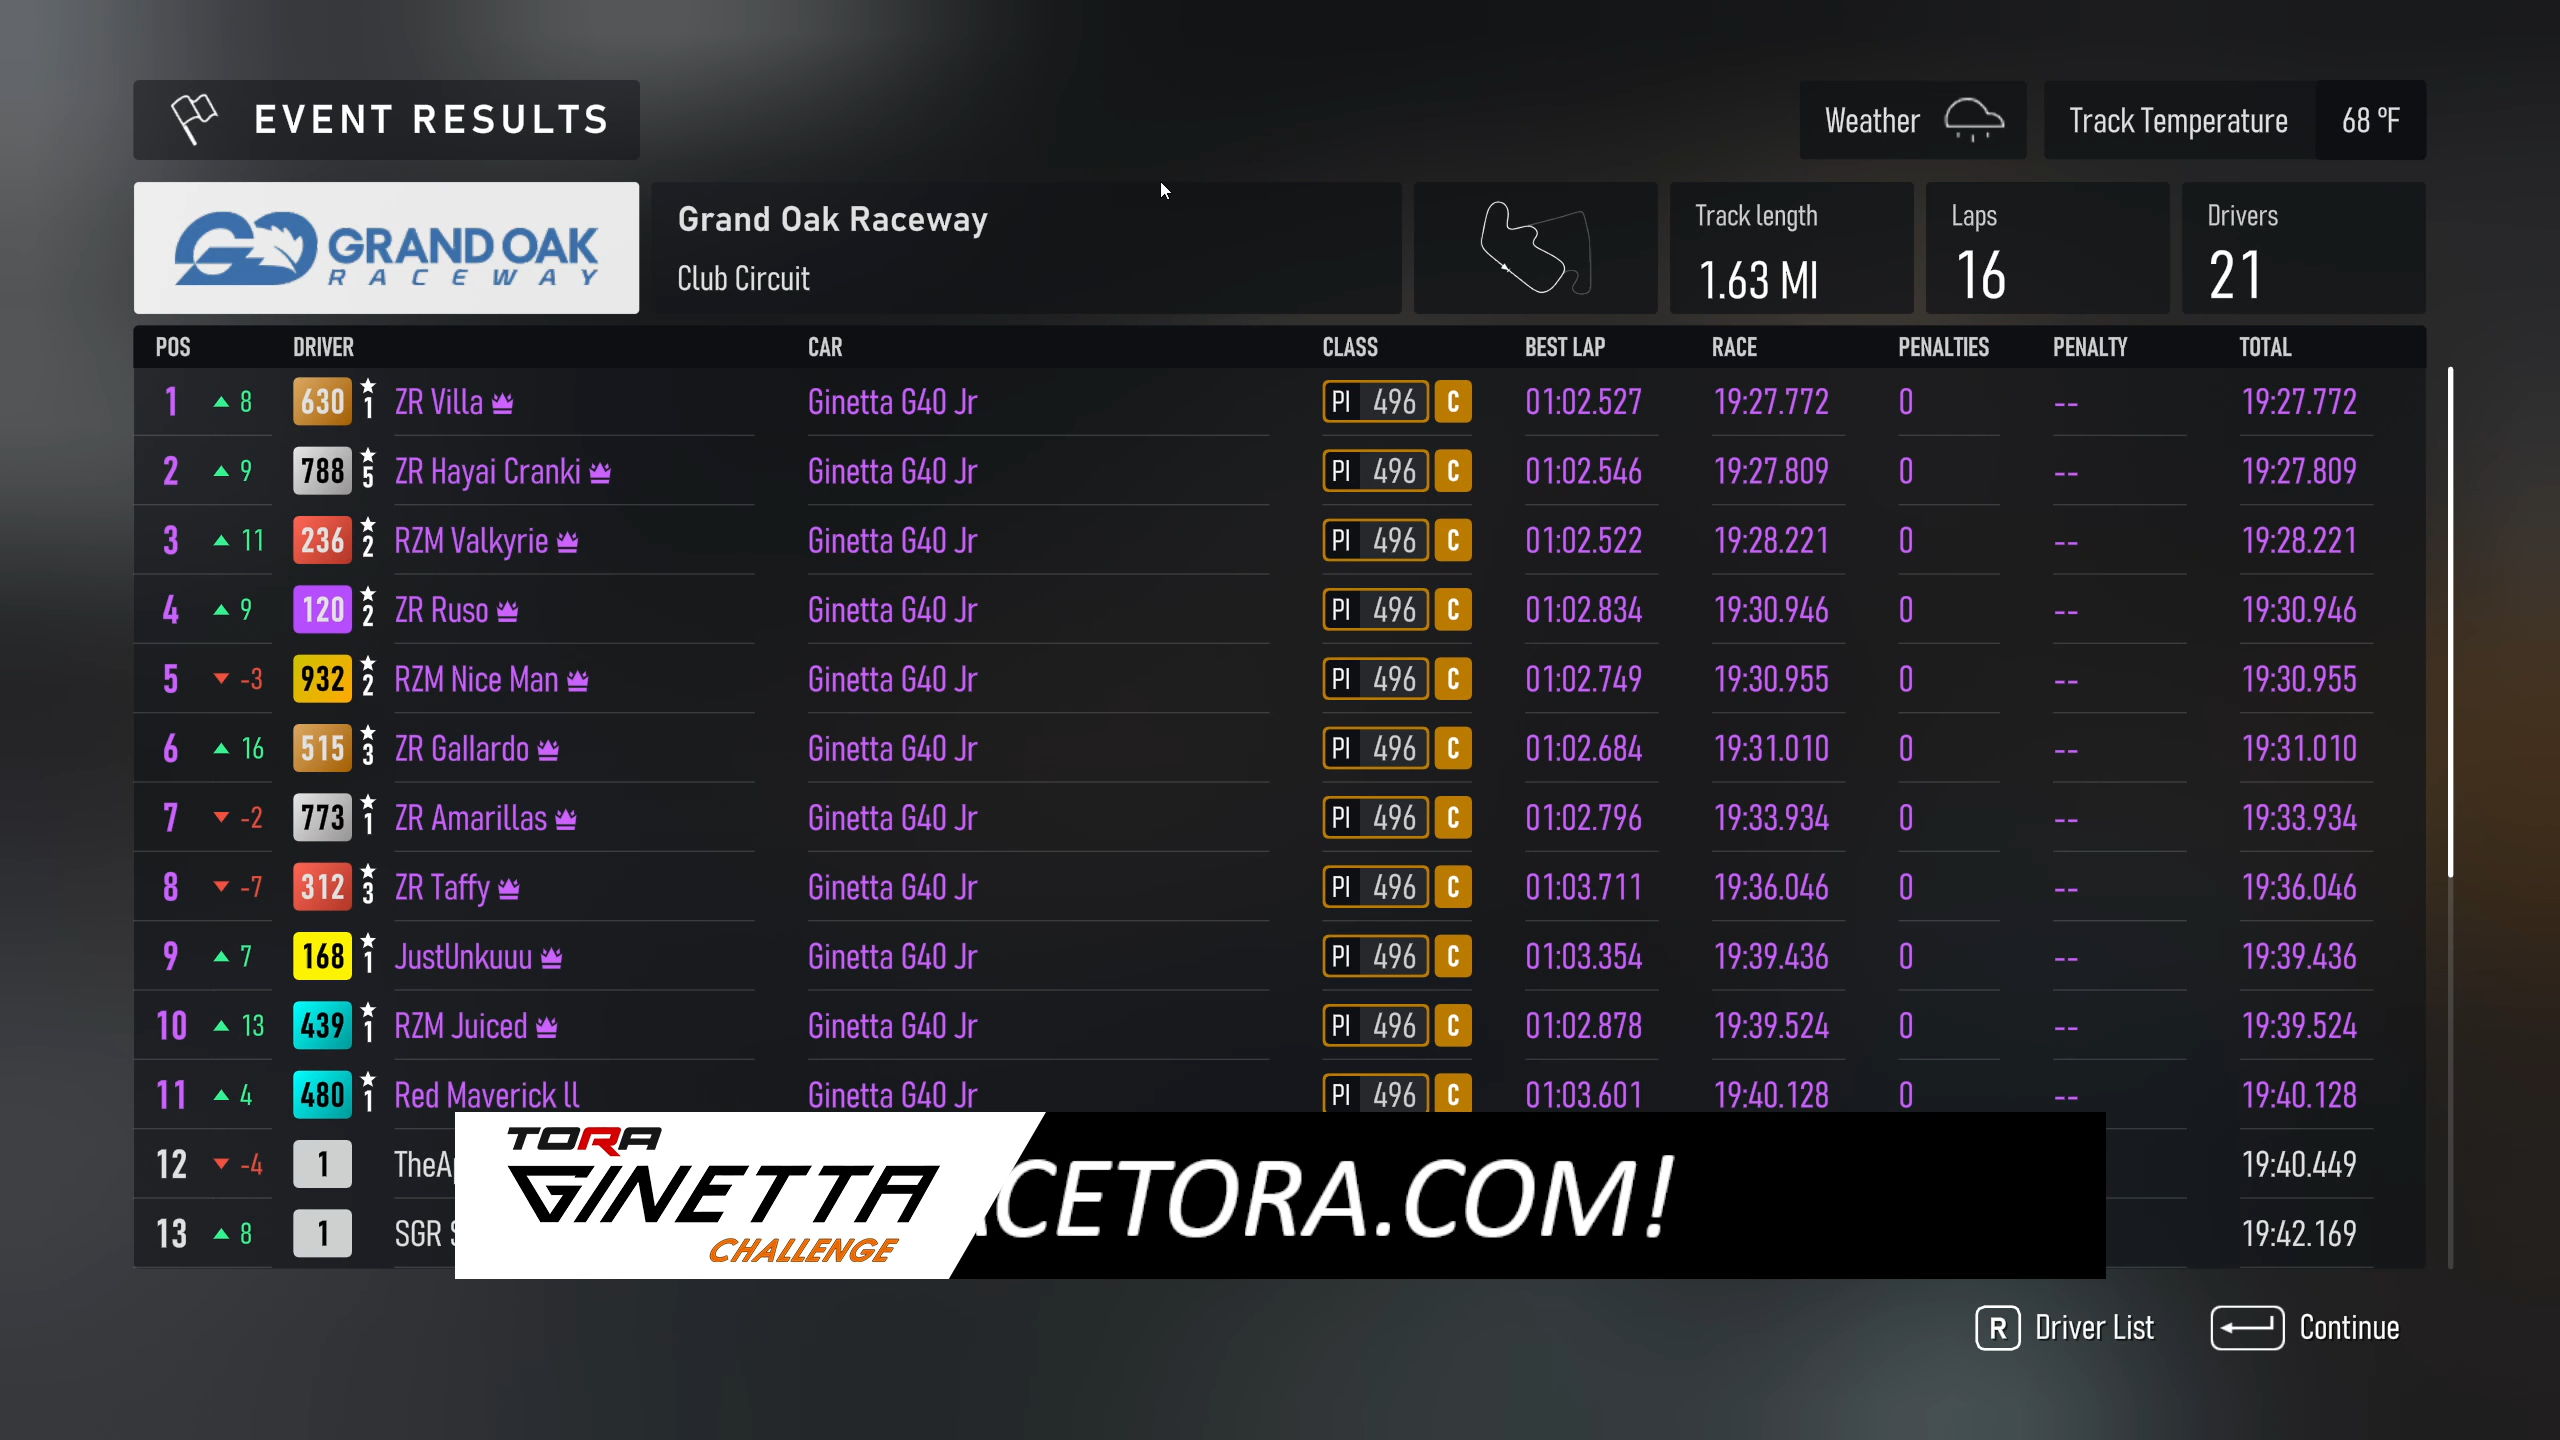 EVENT RESULTS
Weather
Track Temperature 68 °F
GRAND OAK
RACEWAY
Grand Oak Raceway
Club Circuit
Track length
1.63 MI
Laps
16
Drivers
21
POS DRIVER CAR CLASS BEST LAP RACE PENALTIES PENALTY TOTAL
1 8 630 1 ZR Villa Ginetta G40 Jr PI 496 C 01:02.527 19:27.772 0 -- 19:27.772
2 9 788 5 ZR Hayai Cranki Ginetta G40 Jr PI 496 C 01:02.546 19:27.809 0 -- 19:27.809
3 11 236 2 RZM Valkyrie Ginetta G40 Jr PI 496 C 01:02.522 19:28.221 0 -- 19:28.221
4 9 120 2 ZR Ruso Ginetta G40 Jr PI 496 C 01:02.834 19:30.946 0 -- 19:30.946
5 -3 932 2 RZM Nice Man Ginetta G40 Jr PI 496 C 01:02.749 19:30.955 0 -- 19:30.955
6 16 515 3 ZR Gallardo Ginetta G40 Jr PI 496 C 01:02.684 19:31.010 0 -- 19:31.010
7 -2 773 1 ZR Amarillas Ginetta G40 Jr PI 496 C 01:02.796 19:33.934 0 -- 19:33.934
8 -7 312 3 ZR Taffy Ginetta G40 Jr PI 496 C 01:03.711 19:36.046 0 -- 19:36.046
9 7 168 1 JustUnkuuu Ginetta G40 Jr PI 496 C 01:03.354 19:39.436 0 -- 19:39.436
10 13 439 1 RZM Juiced Ginetta G40 Jr PI 496 C 01:02.878 19:39.524 0 -- 19:39.524
11 4 480 1 Red Maverick ll Ginetta G40 Jr PI 496 C 01:03.601 19:40.128 0 -- 19:40.128
12 -4 1 19:40.449
13 8 1 SGR 19:42.169
TORA
GINETTA
CHALLENGE
CETORA.COM!
R Driver List
Continue